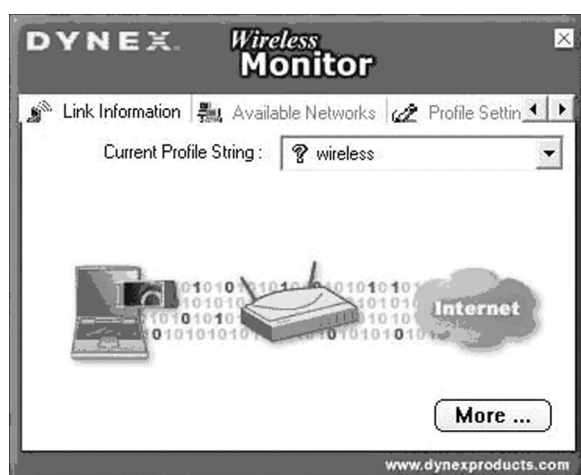 DYNEX. Wireless Monitor
Link Information Available Networks Profile Settin
Current Profile String : wireless
Internet
More ...
www.dynexproducts.com